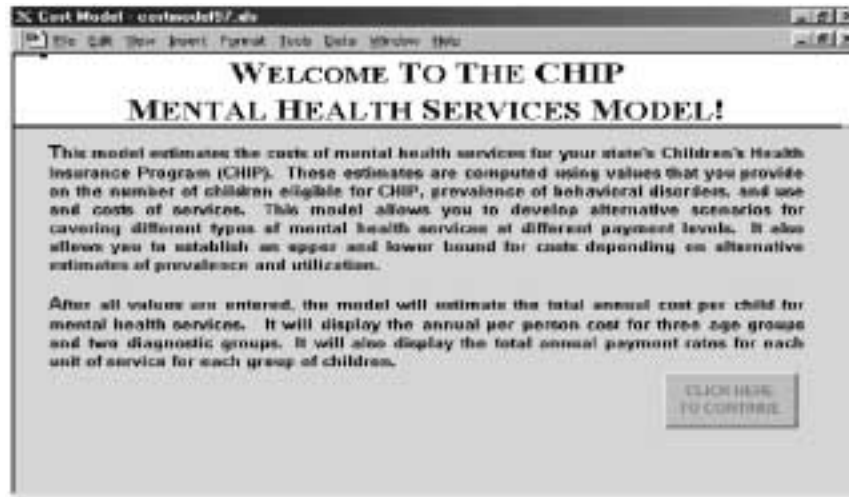 Cost Model - costmodel97.xls
File Edit View Insert Format Tools Data Window Help
WELCOME TO THE CHIP
MENTAL HEALTH SERVICES MODEL!
This model estimates the costs of mental health services for your state's Children's Health
Insurance Program (CHIP). These estimates are computed using values that you provide
on the number of children eligible for CHIP, prevalence of behavioral disorders, and use
and costs of services. This model allows you to develop alternative scenarios for
covering different types of mental health services at different payment levels. It also
allows you to establish an upper and lower bound for costs depending on alternative
estimates of prevalence and utilization.
After all values are entered, the model will estimate the total annual cost per child for
mental health services. It will display the annual per person cost for three age groups
and two diagnostic groups. It will also display the total annual payment rates for each
unit of service for each group of children.
CLICK HERE
TO CONTINUE